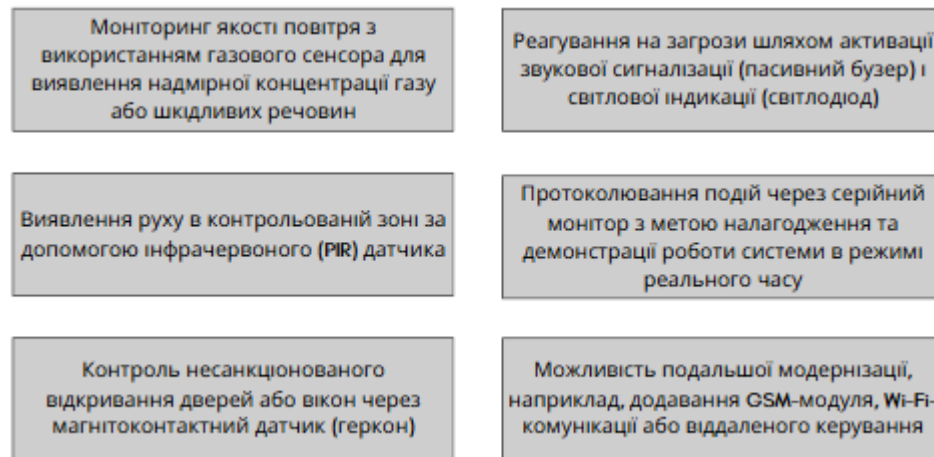 Моніторинг якості повітря з
використанням газового сенсора для
виявлення надмірної концентрації газу
або шкідливих речовин
Реагування на загрози шляхом активації
звукової сигналізації (пасивний бузер) і
світлової індикації (світлодіод)
Виявлення руху в контрольованій зоні за
допомогою інфрачервоного (PIR) датчика
Протоколювання подій через серійний
монітор з метою налагодження та
демонстрації роботи системи в режимі
реального часу
Контроль несанкціонованого
відкривання дверей або вікон через
магнітоконтактний датчик (геркон)
Можливість подальшої модернізації,
наприклад, додавання GSM-модуля, Wi-Fi-
комунікації або віддаленого керування